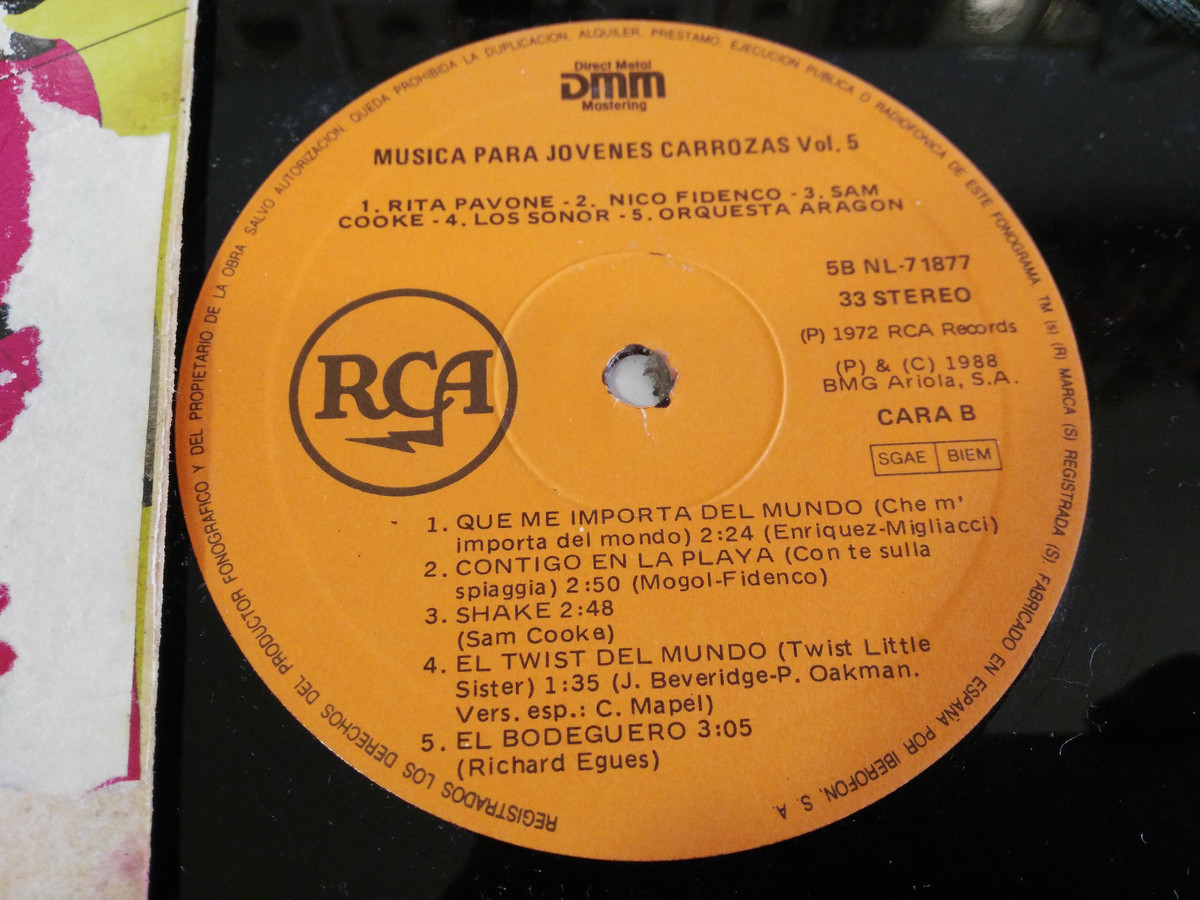 REGISTRADOS LOS DERECHOS DEL PRODUCTOR FONOGRAFICO Y DEL PROPIETARIO DE LA OBRA SALVO AUTORIZACION. QUEDA PROHIBIDA LA DUPLICACION, ALQUILER, PRESTAMO, EJECUCION PUBLICA O RADIOFONICA DE ESTE FONOGRAMA TM (s) (R) MARCA (S) REGISTRADA (S). FABRICADO EN ESPAÑA POR IBEROFON, S. A.
Direct Metal
DMM
Mastering
MUSICA PARA JOVENES CARROZAS Vol. 5
1. RITA PAVONE - 2. NICO FIDENCO - 3. SAM
COOKE - 4. LOS SONOR - 5. ORQUESTA ARAGON
5B NL-71877
33 STEREO
(P) 1972 RCA Records
(P) & (C) 1988
BMG Ariola, S.A.
CARA B
SGAE BIEM
RCA
1. QUE ME IMPORTA DEL MUNDO (Che m'
importa del mondo) 2:24 (Enriquez-Migliacci)
2. CONTIGO EN LA PLAYA (Con te sulla
spiaggia) 2:50 (Mogol-Fidenco)
3. SHAKE 2:48
(Sam Cooke)
4. EL TWIST DEL MUNDO (Twist Little
Sister) 1:35 (J. Beveridge-P. Oakman.
Vers. esp.: C. Mapel)
5. EL BODEGUERO 3:05
(Richard Egues)